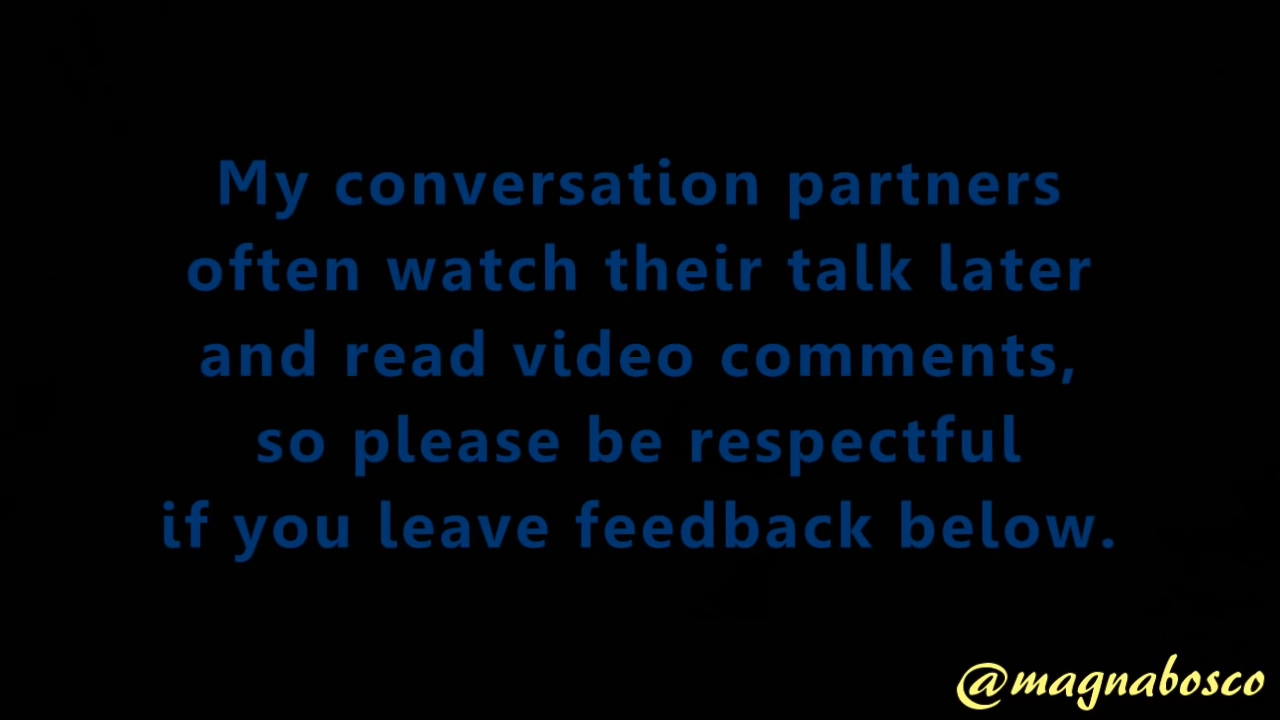 My conversation partners
often watch their talk later
and read video comments,
so please be respectful
if you leave feedback below.
@magnabosco